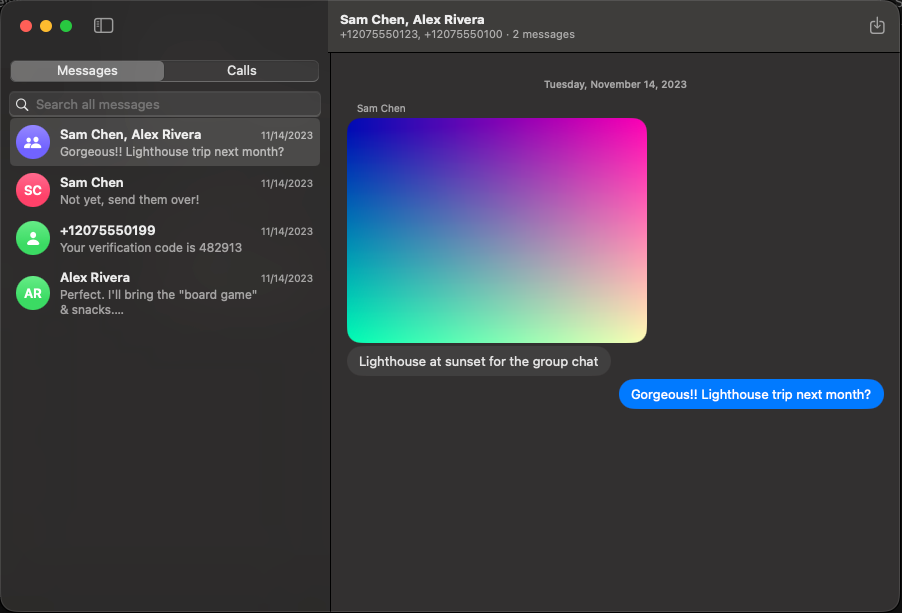 Messages
Calls
Search all messages
Sam Chen, Alex Rivera
11/14/2023
Gorgeous!! Lighthouse trip next month?
SC
Sam Chen
11/14/2023
Not yet, send them over!
+12075550199
11/14/2023
Your verification code is 482913
AR
Alex Rivera
11/14/2023
Perfect. I'll bring the "board game"
& snacks....
Sam Chen, Alex Rivera
+12075550123, +12075550100 · 2 messages
Tuesday, November 14, 2023
Sam Chen
Lighthouse at sunset for the group chat
Gorgeous!! Lighthouse trip next month?